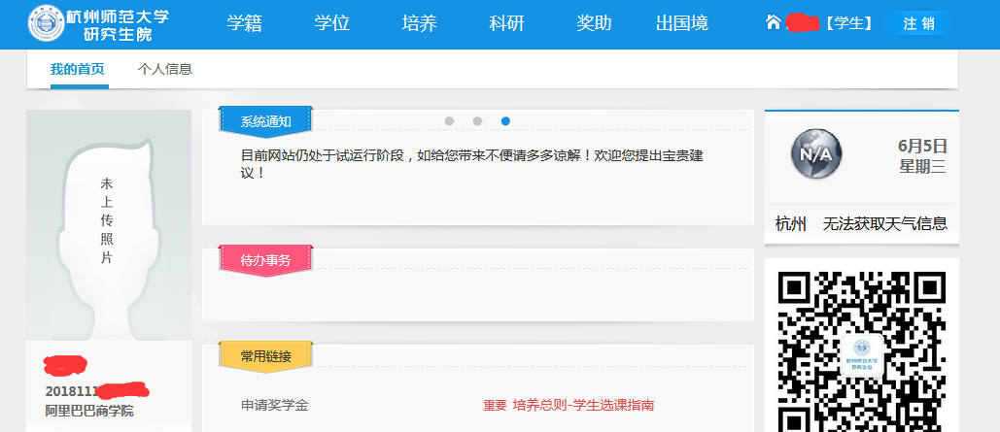 杭州师范大学
研究生院
学籍 学位 培养 科研 奖助 出国境
【学生】 注 销
我的首页 个人信息
未
上
传
照
片
2018111
阿里巴巴商学院
系统通知
目前网站仍处于试运行阶段，如给您带来不便请多多谅解！欢迎您提出宝贵建
议！
待办事务
常用链接
申请奖学金 重要 培养总则-学生选课指南
N/A
6月5日
星期三
杭州 无法获取天气信息
杭州师范大学
研究生院